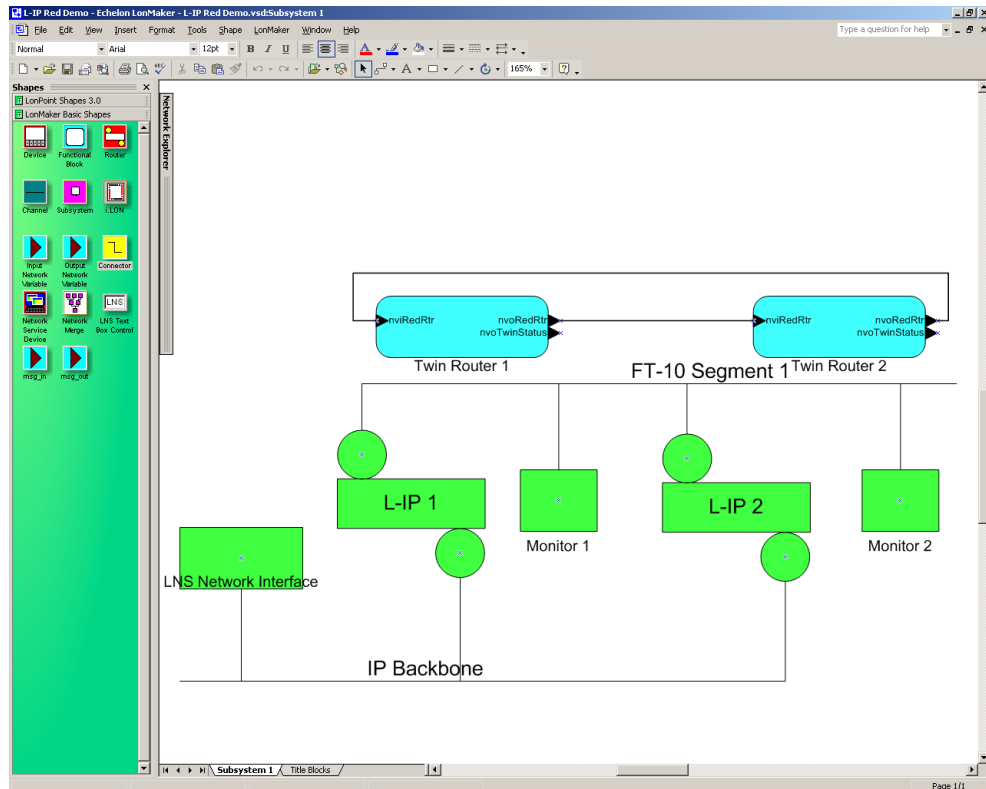 L-IP Red Demo - Echelon LonMaker - L-IP Red Demo.vsd:Subsystem 1
File Edit View Insert Format Tools Shape LonMaker Window Help
Type a question for help
Normal Arial 12pt B I U A
A 165%
Shapes
LonPoint Shapes 3.0
LonMaker Basic Shapes
Device
Functional Block
Router
Channel
Subsystem
i.LON
Input Network Variable
Output Network Variable
Connector
Network Service Device
Network Merge
LNS
LNS Text Box Control
msg_in
msg_out
Network Explorer
nviRedRtr
nvoRedRtr
nvoTwinStatus
Twin Router 1
nviRedRtr
nvoRedRtr
nvoTwinStatus
Twin Router 2
FT-10 Segment 1
L-IP 1
L-IP 2
Monitor 1
Monitor 2
LNS Network Interface
IP Backbone
Subsystem 1 Title Blocks
Page 1/1